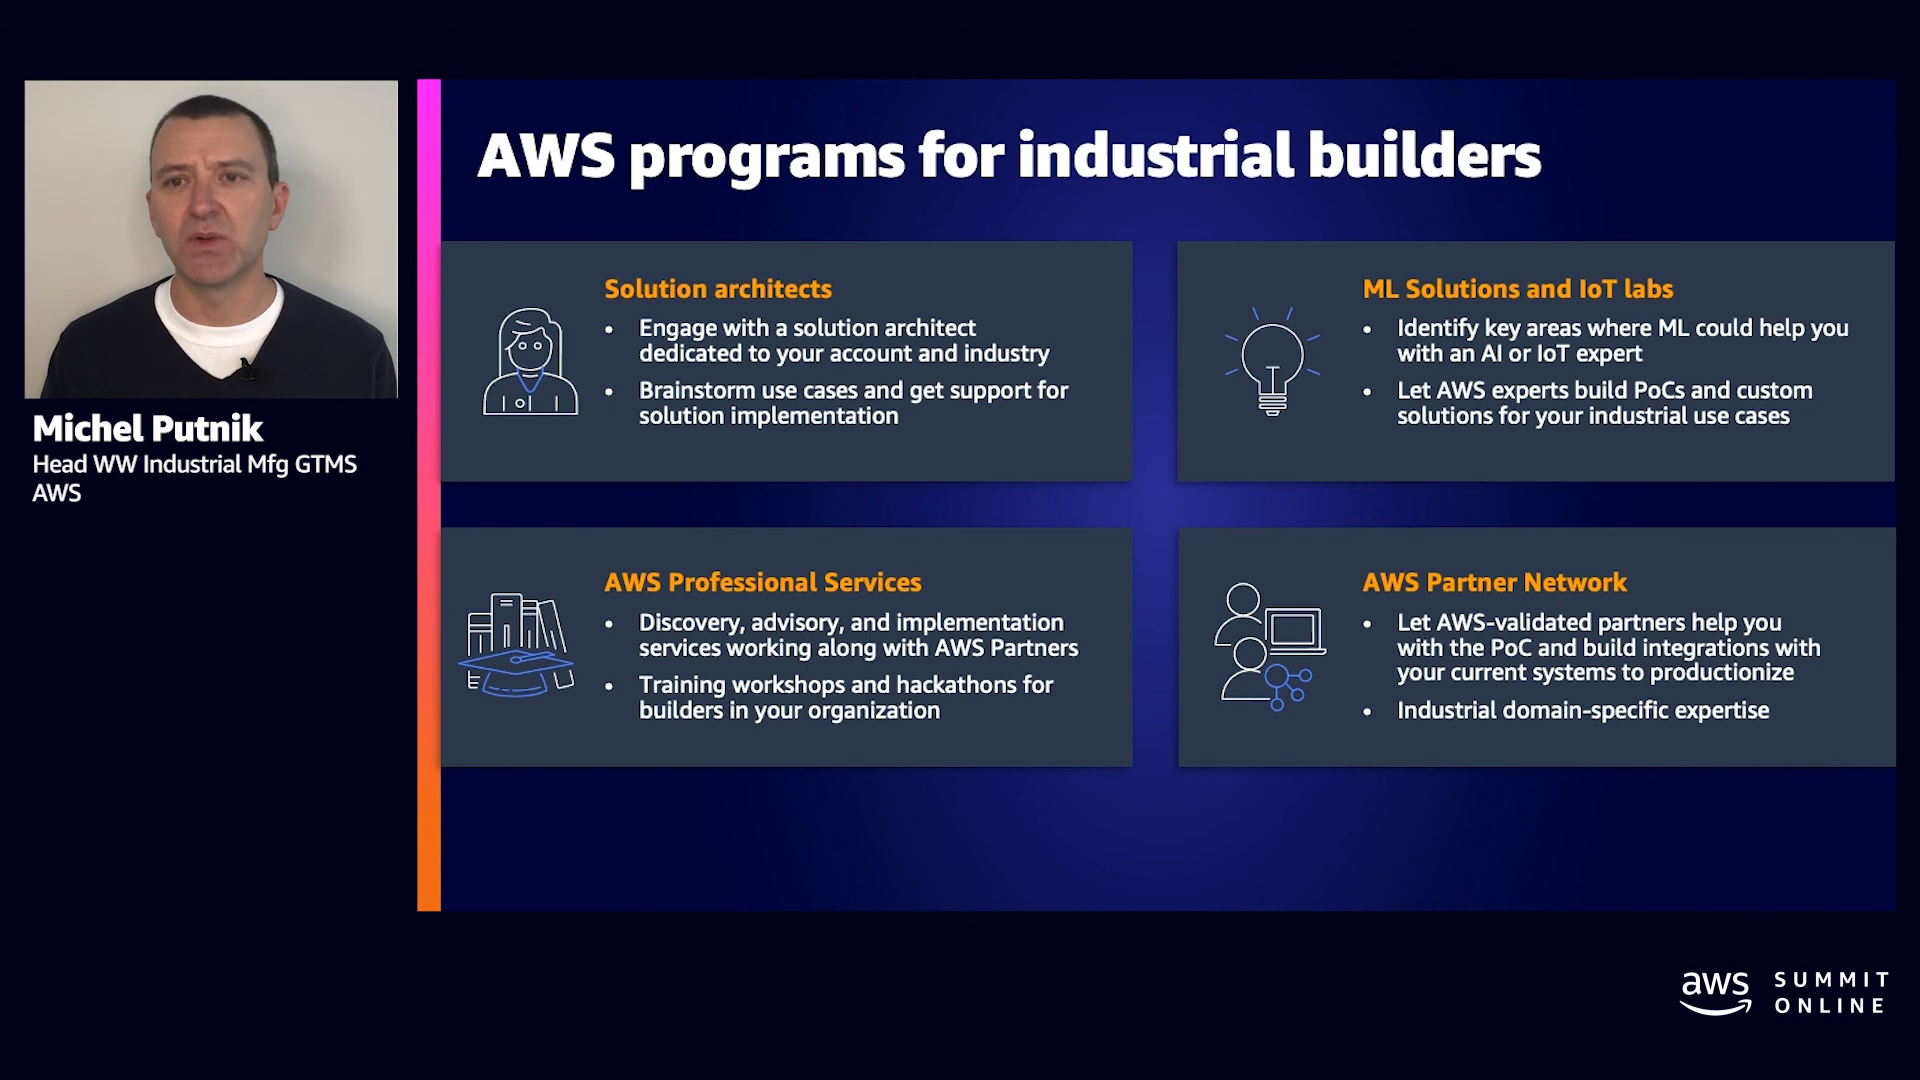 AWS programs for industrial builders
Michel Putnik
Head WW Industrial Mfg GTMS
AWS
Solution architects
• Engage with a solution architect
dedicated to your account and industry
• Brainstorm use cases and get support for
solution implementation
ML Solutions and IoT labs
• Identify key areas where ML could help you
with an AI or IoT expert
• Let AWS experts build PoCs and custom
solutions for your industrial use cases
AWS Professional Services
• Discovery, advisory, and implementation
services working along with AWS Partners
• Training workshops and hackathons for
builders in your organization
AWS Partner Network
• Let AWS-validated partners help you
with the PoC and build integrations with
your current systems to productionize
• Industrial domain-specific expertise
aws SUMMIT
ONLINE